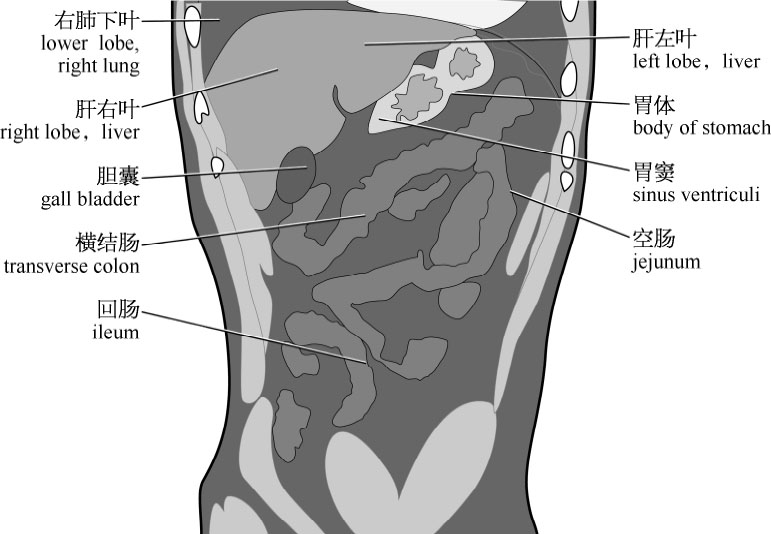 右肺下叶
lower lobe,
right lung
肝右叶
right lobe，liver
胆囊
gall bladder
横结肠
transverse colon
回肠
ileum
肝左叶
left lobe，liver
胃体
body of stomach
胃窦
sinus ventriculi
空肠
jejunum